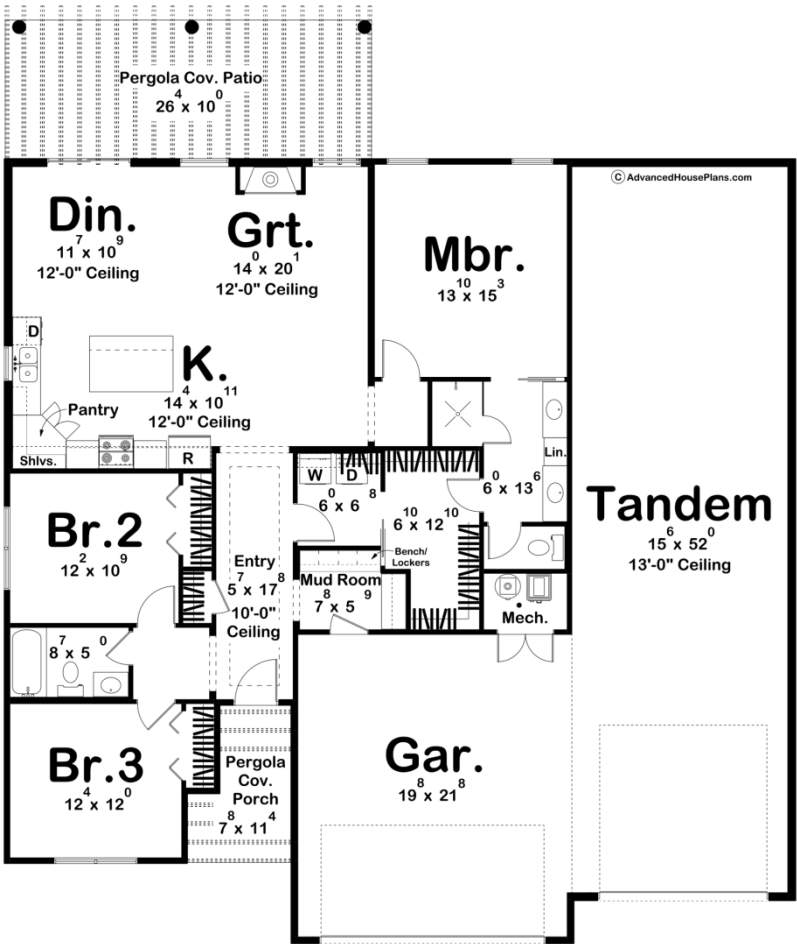 Pergola Cov. Patio
26⁴ x 10⁰
© AdvancedHousePlans.com
Din.
11⁷ x 10⁹
12'-0" Ceiling
Grt.
14⁰ x 20¹
12'-0" Ceiling
Mbr.
13¹⁰ x 15³
D
K.
14⁴ x 10¹¹
12'-0" Ceiling
Pantry
Shlvs.
R
Lin.
W
D
6⁰ x 6⁸
6¹⁰ x 12¹⁰
6⁰ x 13⁶
Tandem
15⁶ x 52⁰
13'-0" Ceiling
Br.2
12² x 10⁹
Entry
5⁷ x 17⁸
10'-0"
Ceiling
Bench/
Lockers
Mud Room
7⁸ x 5⁹
Mech.
8⁷ x 5⁰
Br.3
12⁴ x 12⁰
Pergola
Cov.
Porch
7⁸ x 11⁴
Gar.
19⁸ x 21⁸